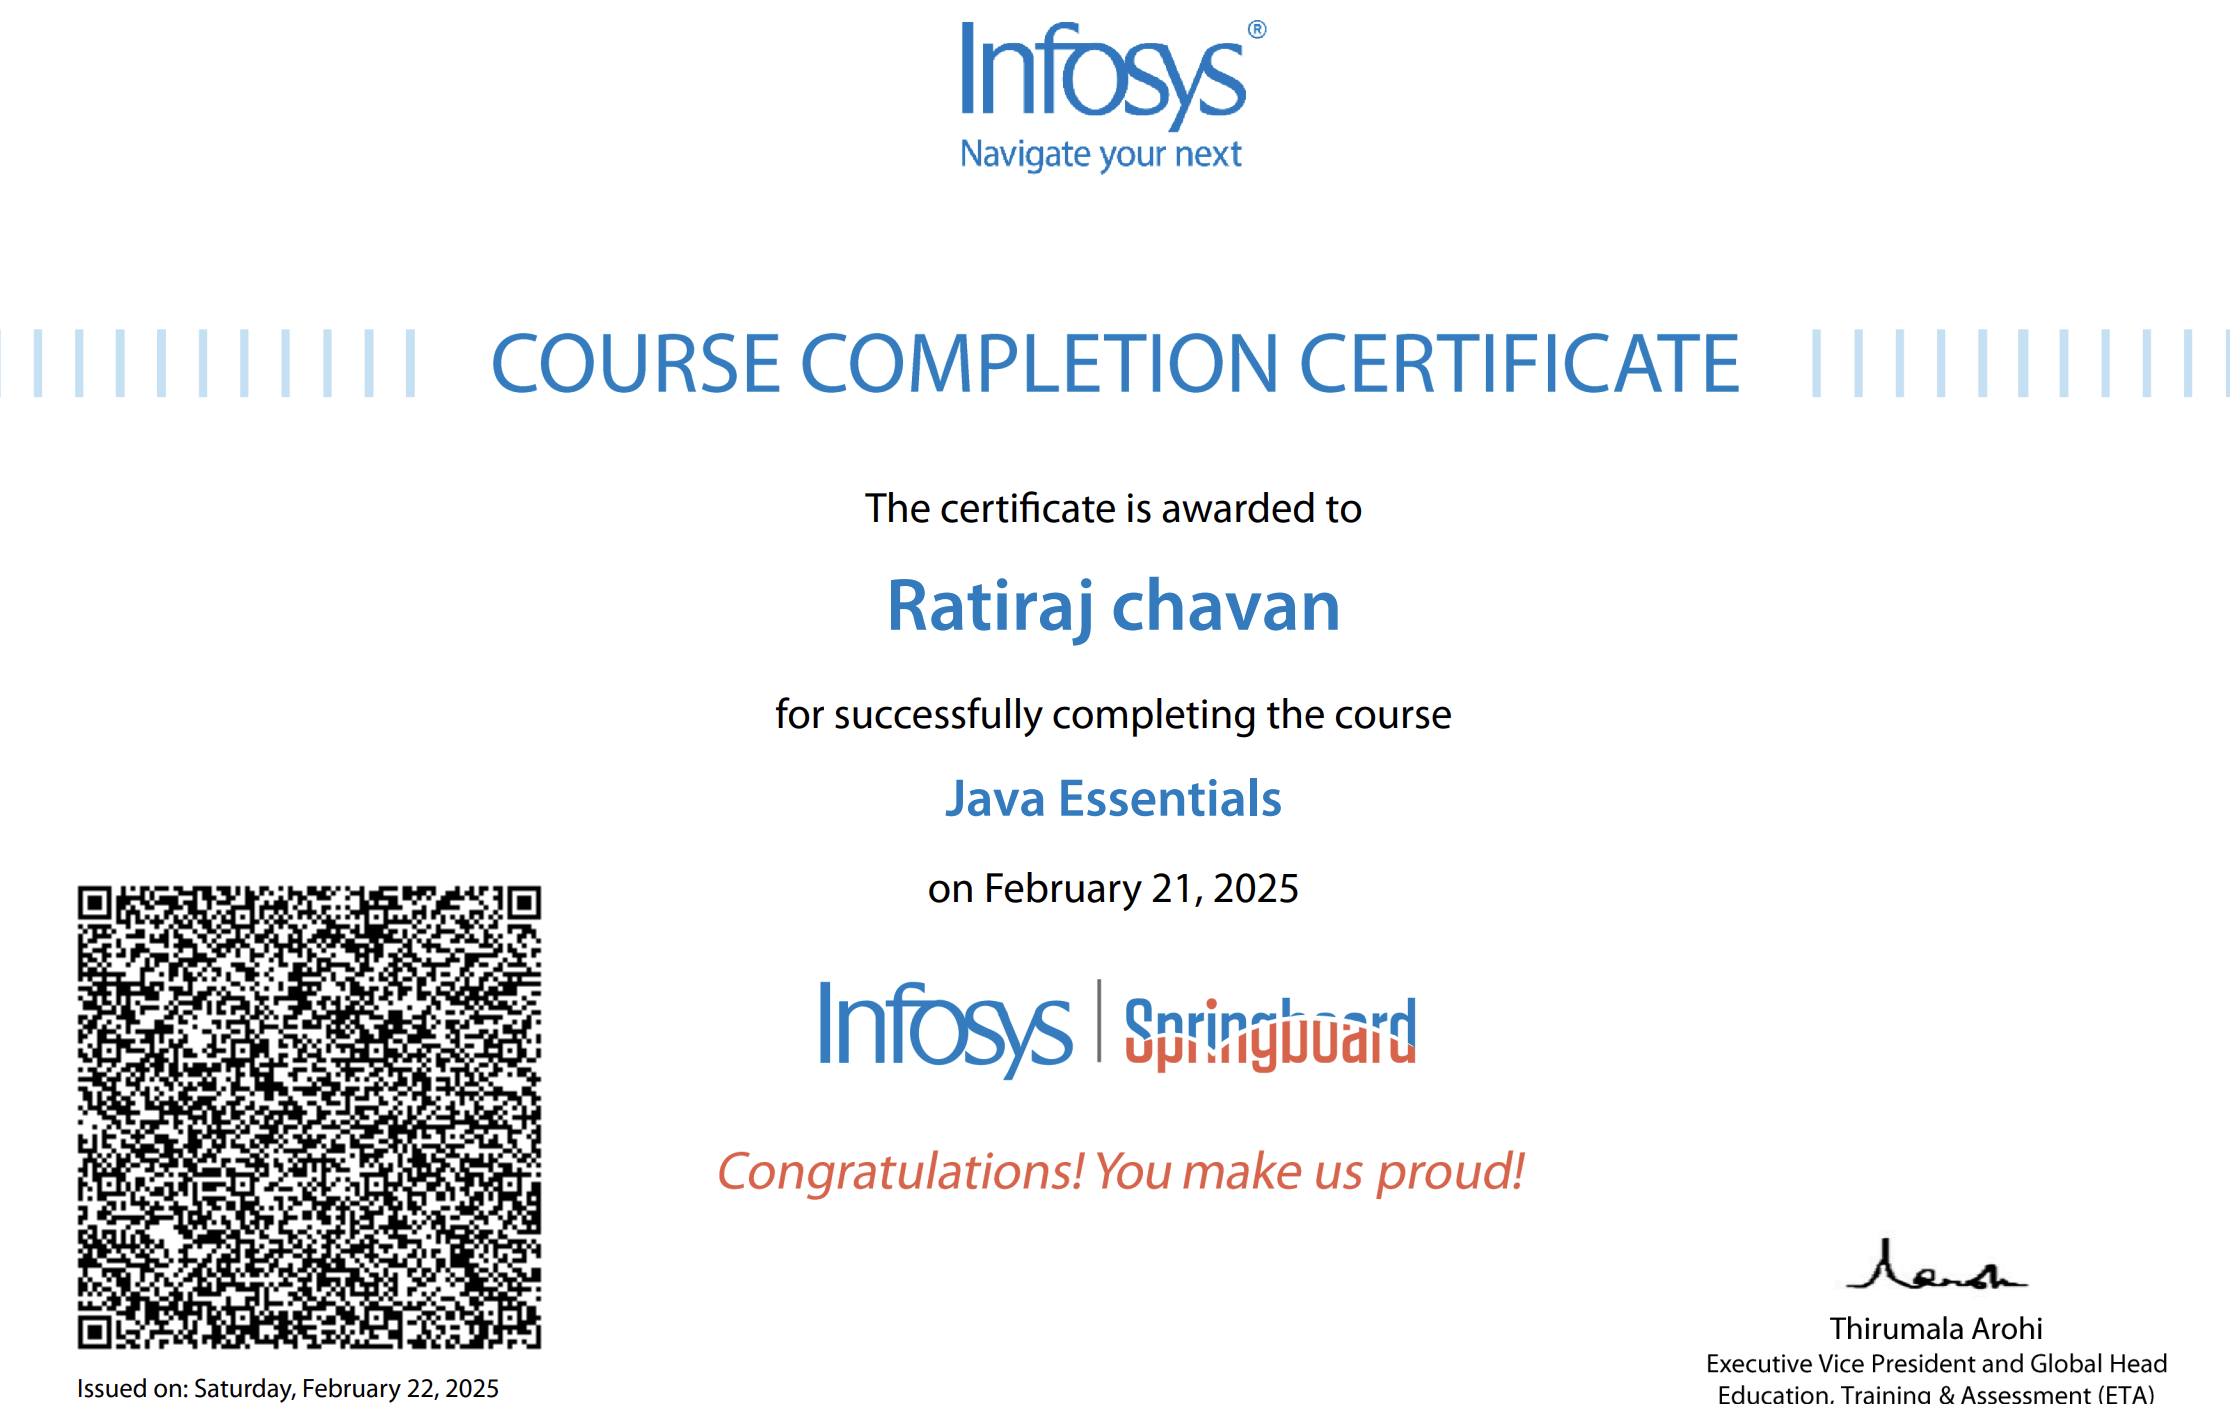 Infosys®
Navigate your next
COURSE COMPLETION CERTIFICATE
The certificate is awarded to
Ratiraj chavan
for successfully completing the course
Java Essentials
on February 21, 2025
Infosys | Springboard
Congratulations! You make us proud!
Issued on: Saturday, February 22, 2025
Thirumala Arohi
Executive Vice President and Global Head
Education, Training & Assessment (ETA)